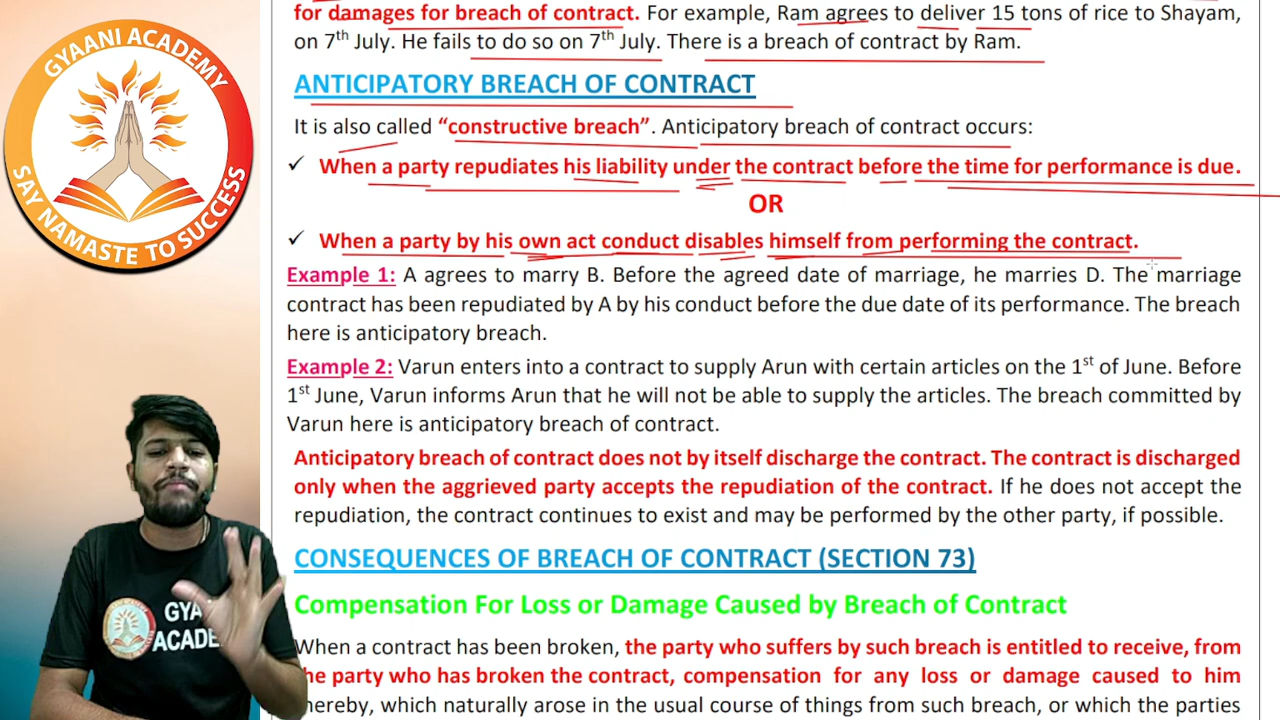 for damages for breach of contract. For example, Ram agrees to deliver 15 tons of rice to Shayam,
on 7th July. He fails to do so on 7th July. There is a breach of contract by Ram.
ANTICIPATORY BREACH OF CONTRACT
It is also called “constructive breach”. Anticipatory breach of contract occurs:
✓ When a party repudiates his liability under the contract before the time for performance is due.
OR
✓ When a party by his own act conduct disables himself from performing the contract.
Example 1: A agrees to marry B. Before the agreed date of marriage, he marries D. The marriage
contract has been repudiated by A by his conduct before the due date of its performance. The breach
here is anticipatory breach.
Example 2: Varun enters into a contract to supply Arun with certain articles on the 1st of June. Before
1st June, Varun informs Arun that he will not be able to supply the articles. The breach committed by
Varun here is anticipatory breach of contract.
Anticipatory breach of contract does not by itself discharge the contract. The contract is discharged
only when the aggrieved party accepts the repudiation of the contract. If he does not accept the
repudiation, the contract continues to exist and may be performed by the other party, if possible.
CONSEQUENCES OF BREACH OF CONTRACT (SECTION 73)
Compensation For Loss or Damage Caused by Breach of Contract
When a contract has been broken, the party who suffers by such breach is entitled to receive, from
the party who has broken the contract, compensation for any loss or damage caused to him
thereby, which naturally arose in the usual course of things from such breach, or which the parties
GYAANI ACADEMY
SAY NAMASTE TO SUCCESS
GYA
ACADE